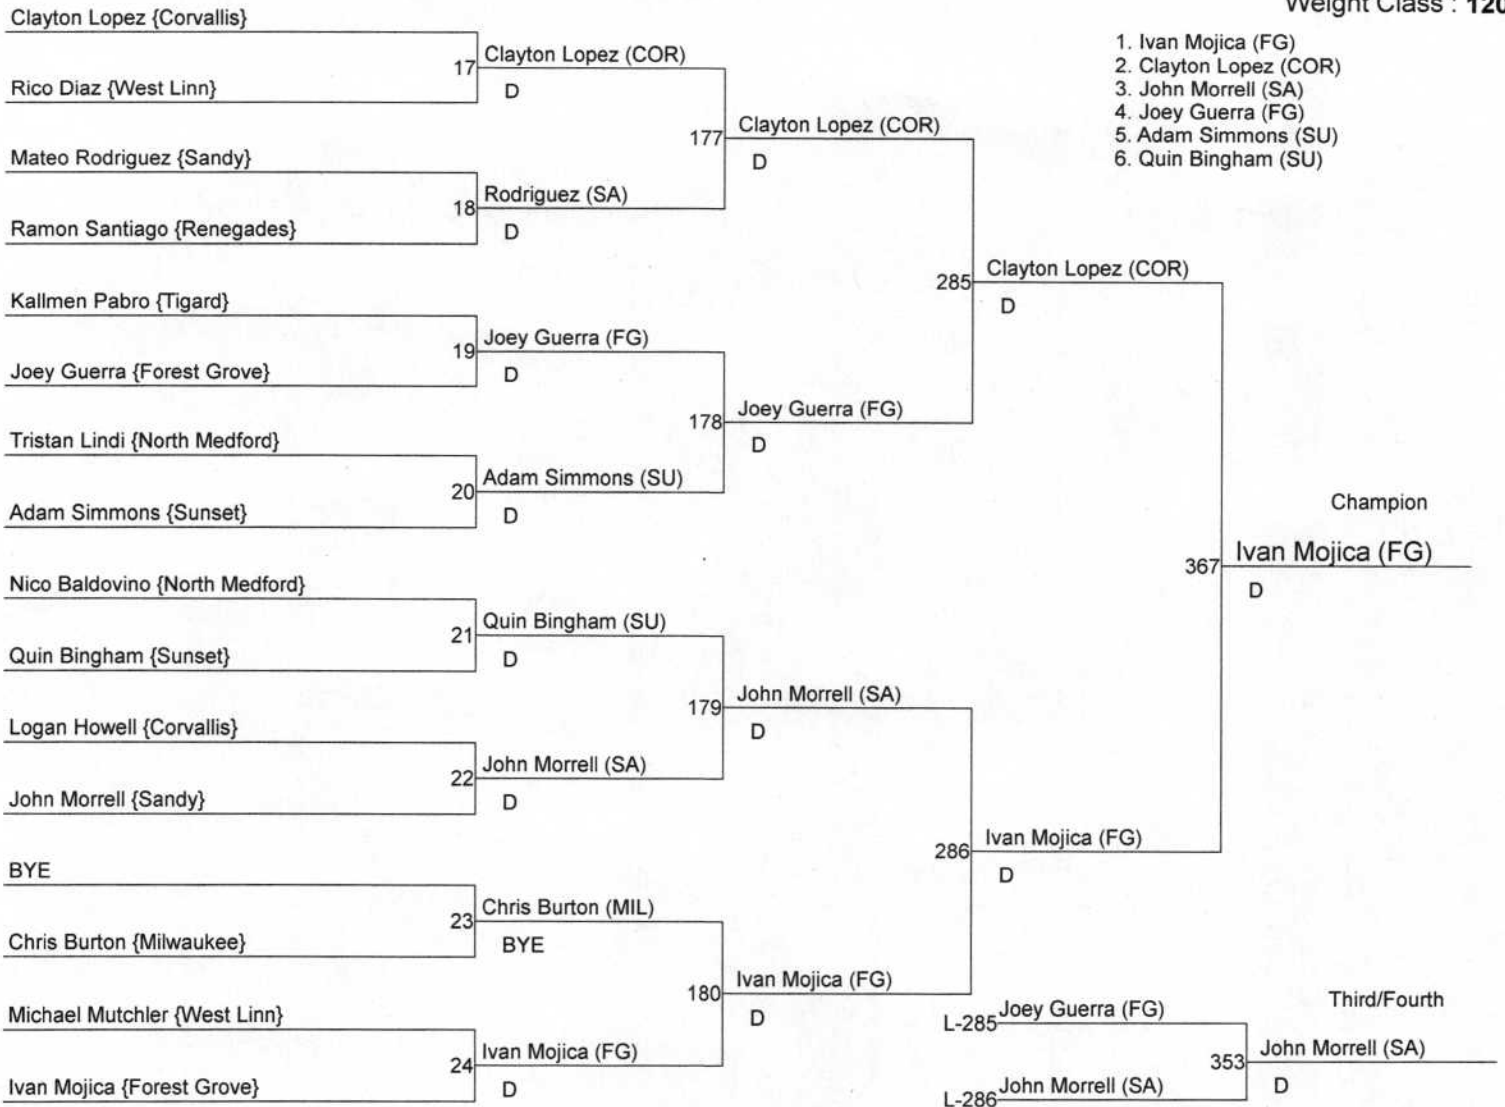 Weight Class : 120
1. Ivan Mojica (FG)
2. Clayton Lopez (COR)
3. John Morrell (SA)
4. Joey Guerra (FG)
5. Adam Simmons (SU)
6. Quin Bingham (SU)
Clayton Lopez {Corvallis}
17 Clayton Lopez (COR)
D
Rico Diaz {West Linn}
177 Clayton Lopez (COR)
D
Mateo Rodriguez {Sandy}
18 Rodriguez (SA)
D
Ramon Santiago {Renegades}
285 Clayton Lopez (COR)
D
Kallmen Pabro {Tigard}
19 Joey Guerra (FG)
D
Joey Guerra {Forest Grove}
178 Joey Guerra (FG)
D
Tristan Lindi {North Medford}
20 Adam Simmons (SU)
D
Adam Simmons {Sunset}
Champion
367 Ivan Mojica (FG)
D
Nico Baldovino {North Medford}
21 Quin Bingham (SU)
D
Quin Bingham {Sunset}
179 John Morrell (SA)
D
Logan Howell {Corvallis}
22 John Morrell (SA)
D
John Morrell {Sandy}
286 Ivan Mojica (FG)
D
BYE
23 Chris Burton (MIL)
BYE
Chris Burton {Milwaukee}
180 Ivan Mojica (FG)
D
Michael Mutchler {West Linn}
24 Ivan Mojica (FG)
D
Ivan Mojica {Forest Grove}
Third/Fourth
L-285 Joey Guerra (FG)
353 John Morrell (SA)
D
L-286 John Morrell (SA)